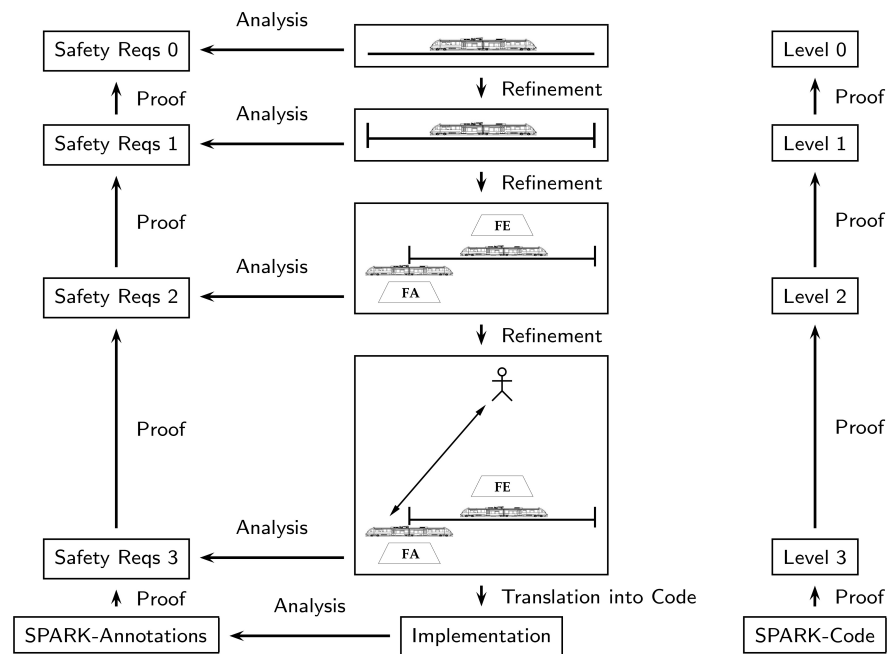 Analysis
Safety Reqs 0
Level 0
Refinement
Proof
Proof
Analysis
Safety Reqs 1
Level 1
Refinement
Proof
FE
Proof
Analysis
Safety Reqs 2
FA
Level 2
Refinement
Proof
Proof
FE
Analysis
Safety Reqs 3
FA
Level 3
Proof
Translation into Code
Proof
Analysis
SPARK-Annotations
Implementation
SPARK-Code